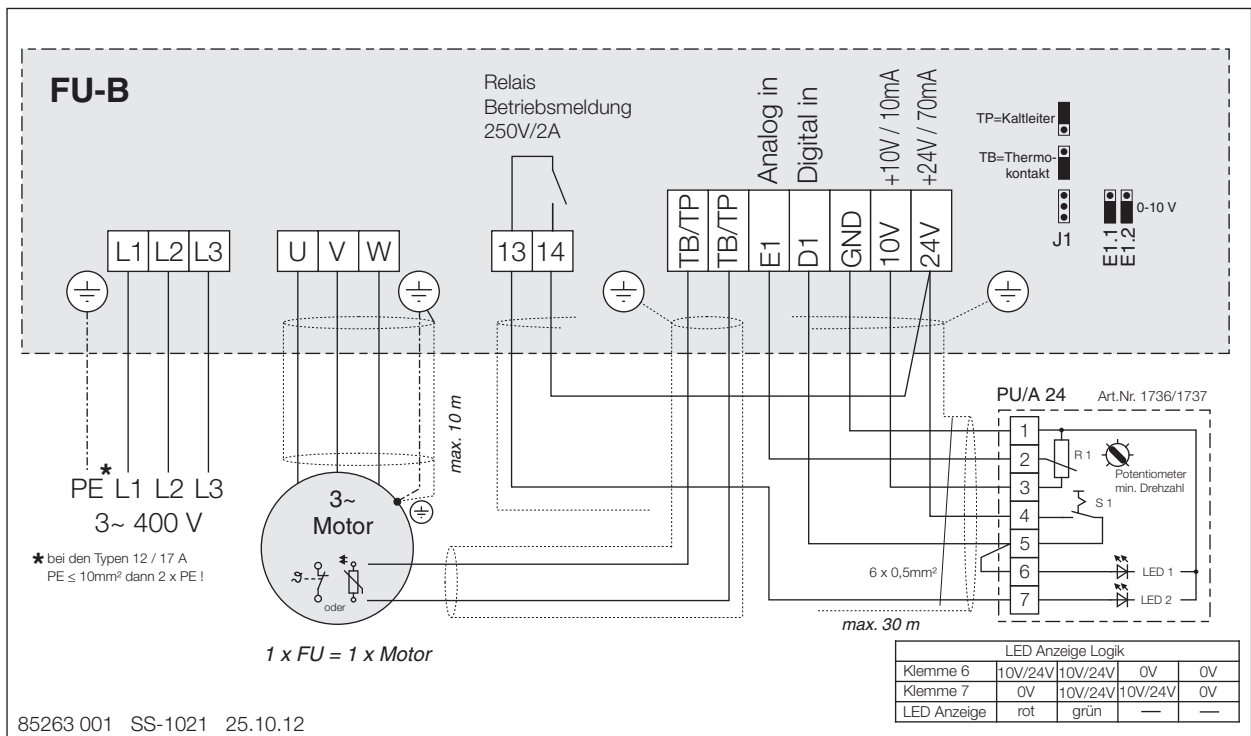 FU-B
Relais
Betriebsmeldung
250V/2A
Analog in
Digital in
+10V / 10mA
+24V / 70mA
TP=Kaltleiter
TB=Thermo-
kontakt
J1
E1.1
E1.2
0-10 V
L1 L2 L3
U V W
13 14
TB/TP
TB/TP
E1
D1
GND
10V
24V
max. 10 m
PE * L1 L2 L3
3~ 400 V
* bei den Typen 12 / 17 A
PE ≤ 10mm² dann 2 x PE !
3~
Motor
ϑ
oder
1 x FU = 1 x Motor
PU/A 24 Art.Nr. 1736/1737
1
2
3
4
5
6
7
R 1
Potentiometer
min. Drehzahl
S 1
LED 1
LED 2
6 x 0,5mm²
max. 30 m
LED Anzeige Logik
Klemme 6 10V/24V 10V/24V 0V 0V
Klemme 7 0V 10V/24V 10V/24V 0V
LED Anzeige rot grün — —
85263 001 SS-1021 25.10.12